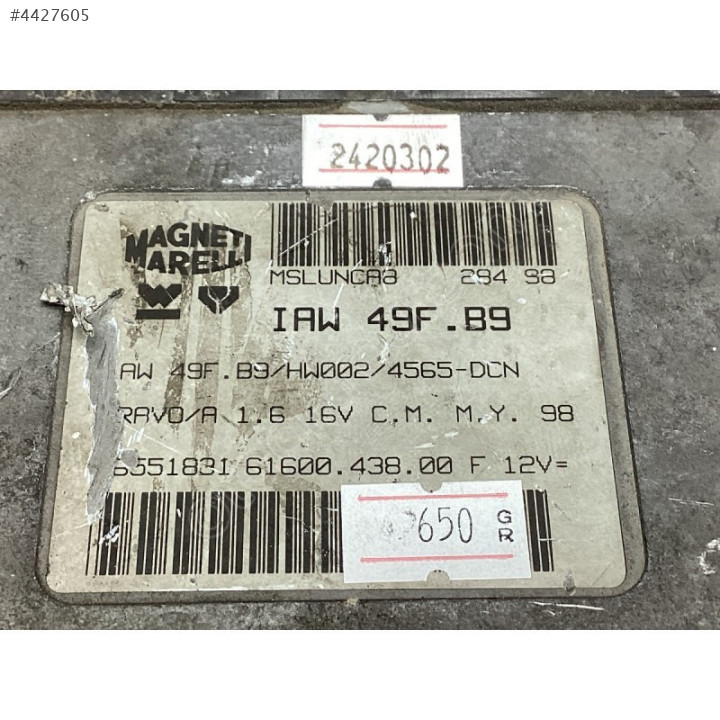 #4427605
2420302
MAGNETI
MARELLI
MSLUNCA8 284 98
IAW 49F.B9
AW 49F.B9/HW002/4565-DCN
RAVO/A 1.6 16V C.M. M.Y. 98
6551831 61600.438.00 F 12V=
650 GR